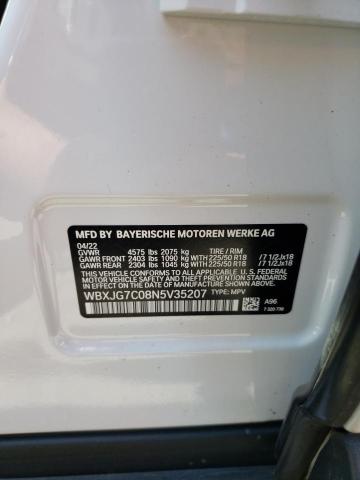 MFD BY BAYERISCHE MOTOREN WERKE AG
04/22
GVWR 4575 lbs 2075 kg TIRE / RIM
GAWR FRONT 2403 lbs 1090 kg WITH 225/50 R18 /7 1/2Jx18
GAWR REAR 2304 lbs 1045 kg WITH 225/50 R18 /7 1/2Jx18
THIS VEHICLE CONFORMS TO ALL APPLICABLE U.S. FEDERAL
MOTOR VEHICLE SAFETY, BUMPER, AND THEFT PREVENTION
STANDARDS IN EFFECT ON THE DATE OF MANUFACTURE SHOWN ABOVE.
WBXJG7C08N5V35207 TYPE: MPV
A96